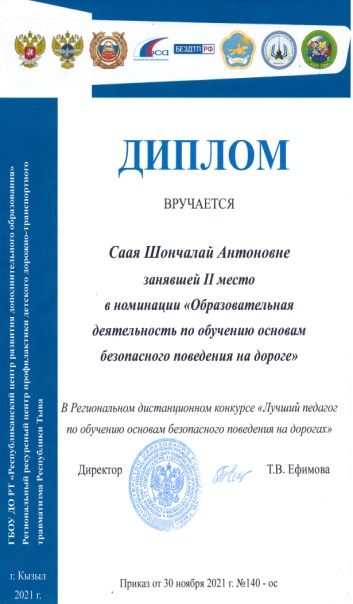 БЕЗДТП.РФ
ДИПЛОМ
ВРУЧАЕТСЯ
Саая Шончалай Антоновне
занявшей II место
в номинации «Образовательная
деятельность по обучению основам
безопасного поведения на дороге»
В Региональном дистанционном конкурсе «Лучший педагог
по обучению основам безопасного поведения на дорогах»
Директор
Т.В. Ефимова
Приказ от 30 ноября 2021 г. №140 - ос
ГБОУ ДО РТ «Республиканский центр развития дополнительного образования»
Региональный ресурсный центр профилактики детского дорожно-транспортного
травматизма Республики Тыва
г. Кызыл
2021 г.